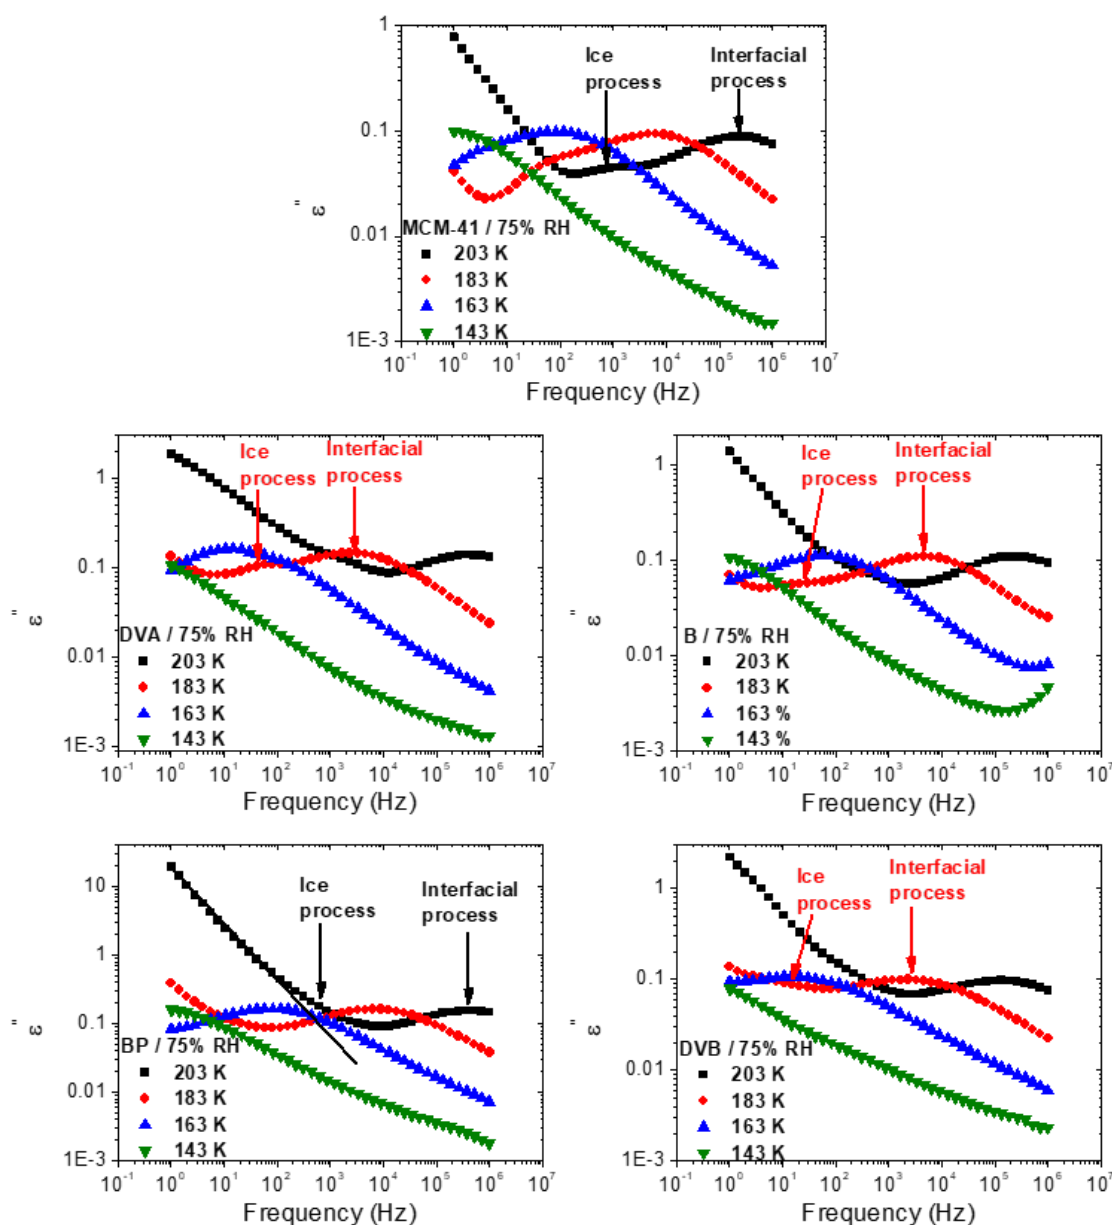 1
0.1
0.01
1E-3
ε"
Ice process
Interfacial process
MCM-41 / 75% RH
203 K
183 K
163 K
143 K
10⁻¹ 10⁰ 10¹ 10² 10³ 10⁴ 10⁵ 10⁶ 10⁷
Frequency (Hz)
1
0.1
0.01
1E-3
ε"
Ice process
Interfacial process
DVA / 75% RH
203 K
183 K
163 K
143 K
10⁻¹ 10⁰ 10¹ 10² 10³ 10⁴ 10⁵ 10⁶ 10⁷
Frequency (Hz)
1
0.1
0.01
1E-3
ε"
Ice process
Interfacial process
B / 75% RH
203 K
183 K
163 %
143 %
10⁻¹ 10⁰ 10¹ 10² 10³ 10⁴ 10⁵ 10⁶ 10⁷
Frequency (Hz)
10
1
0.1
0.01
1E-3
ε"
Ice process
Interfacial process
BP / 75% RH
203 K
183 K
163 K
143 K
10⁻¹ 10⁰ 10¹ 10² 10³ 10⁴ 10⁵ 10⁶ 10⁷
Frequency (Hz)
1
0.1
0.01
1E-3
ε"
Ice process
Interfacial process
DVB / 75% RH
203 K
183 K
163 K
143 K
10⁻¹ 10⁰ 10¹ 10² 10³ 10⁴ 10⁵ 10⁶ 10⁷
Frequency (Hz)